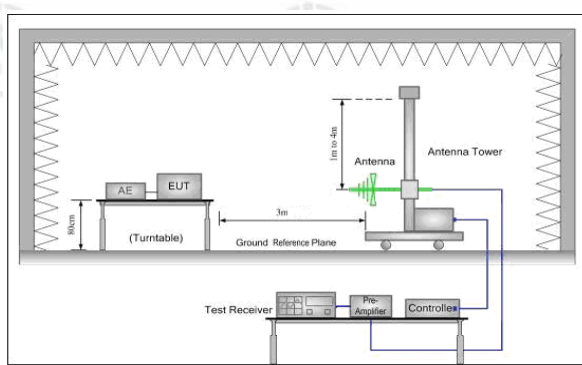 1m to 4m
Antenna
Antenna Tower
AE
EUT
80cm
(Turntable)
3m
Ground Reference Plane
Test Receiver
Pre-
Amplifier
Controller